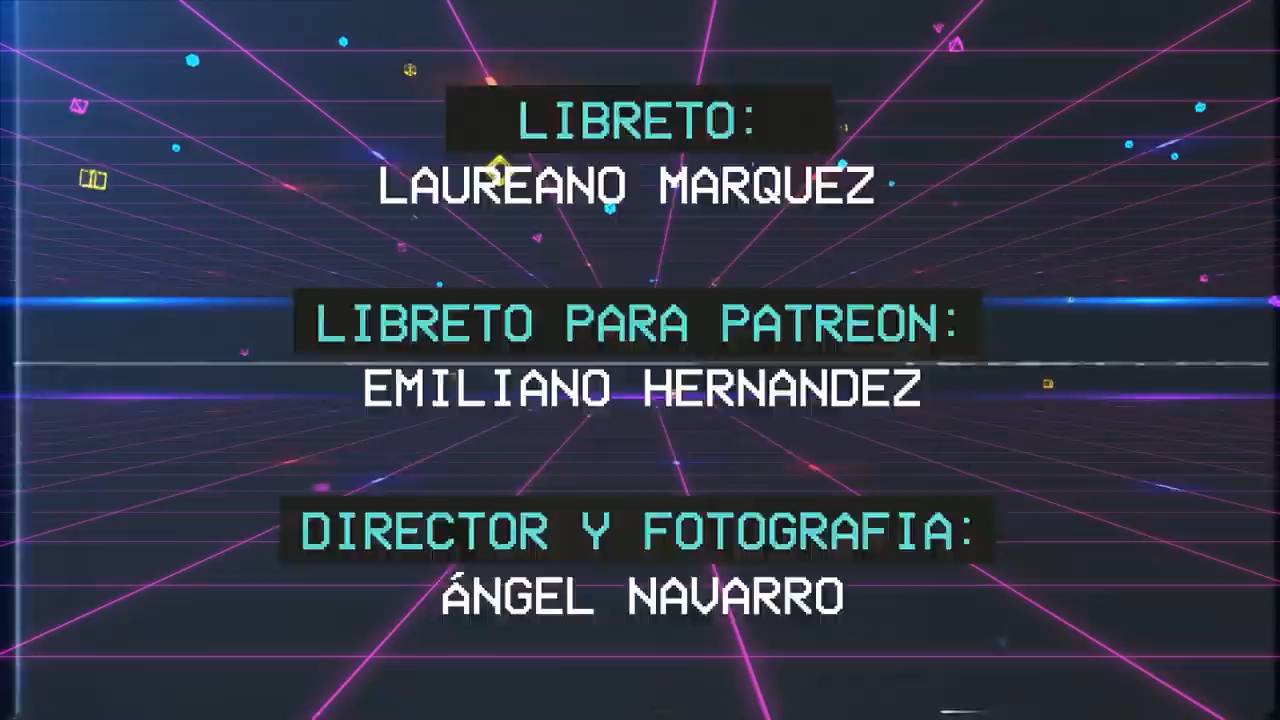 LIBRETO:
LAUREANO MARQUEZ
LIBRETO PARA PATREON:
EMILIANO HERNANDEZ
DIRECTOR Y FOTOGRAFIA:
ÁNGEL NAVARRO